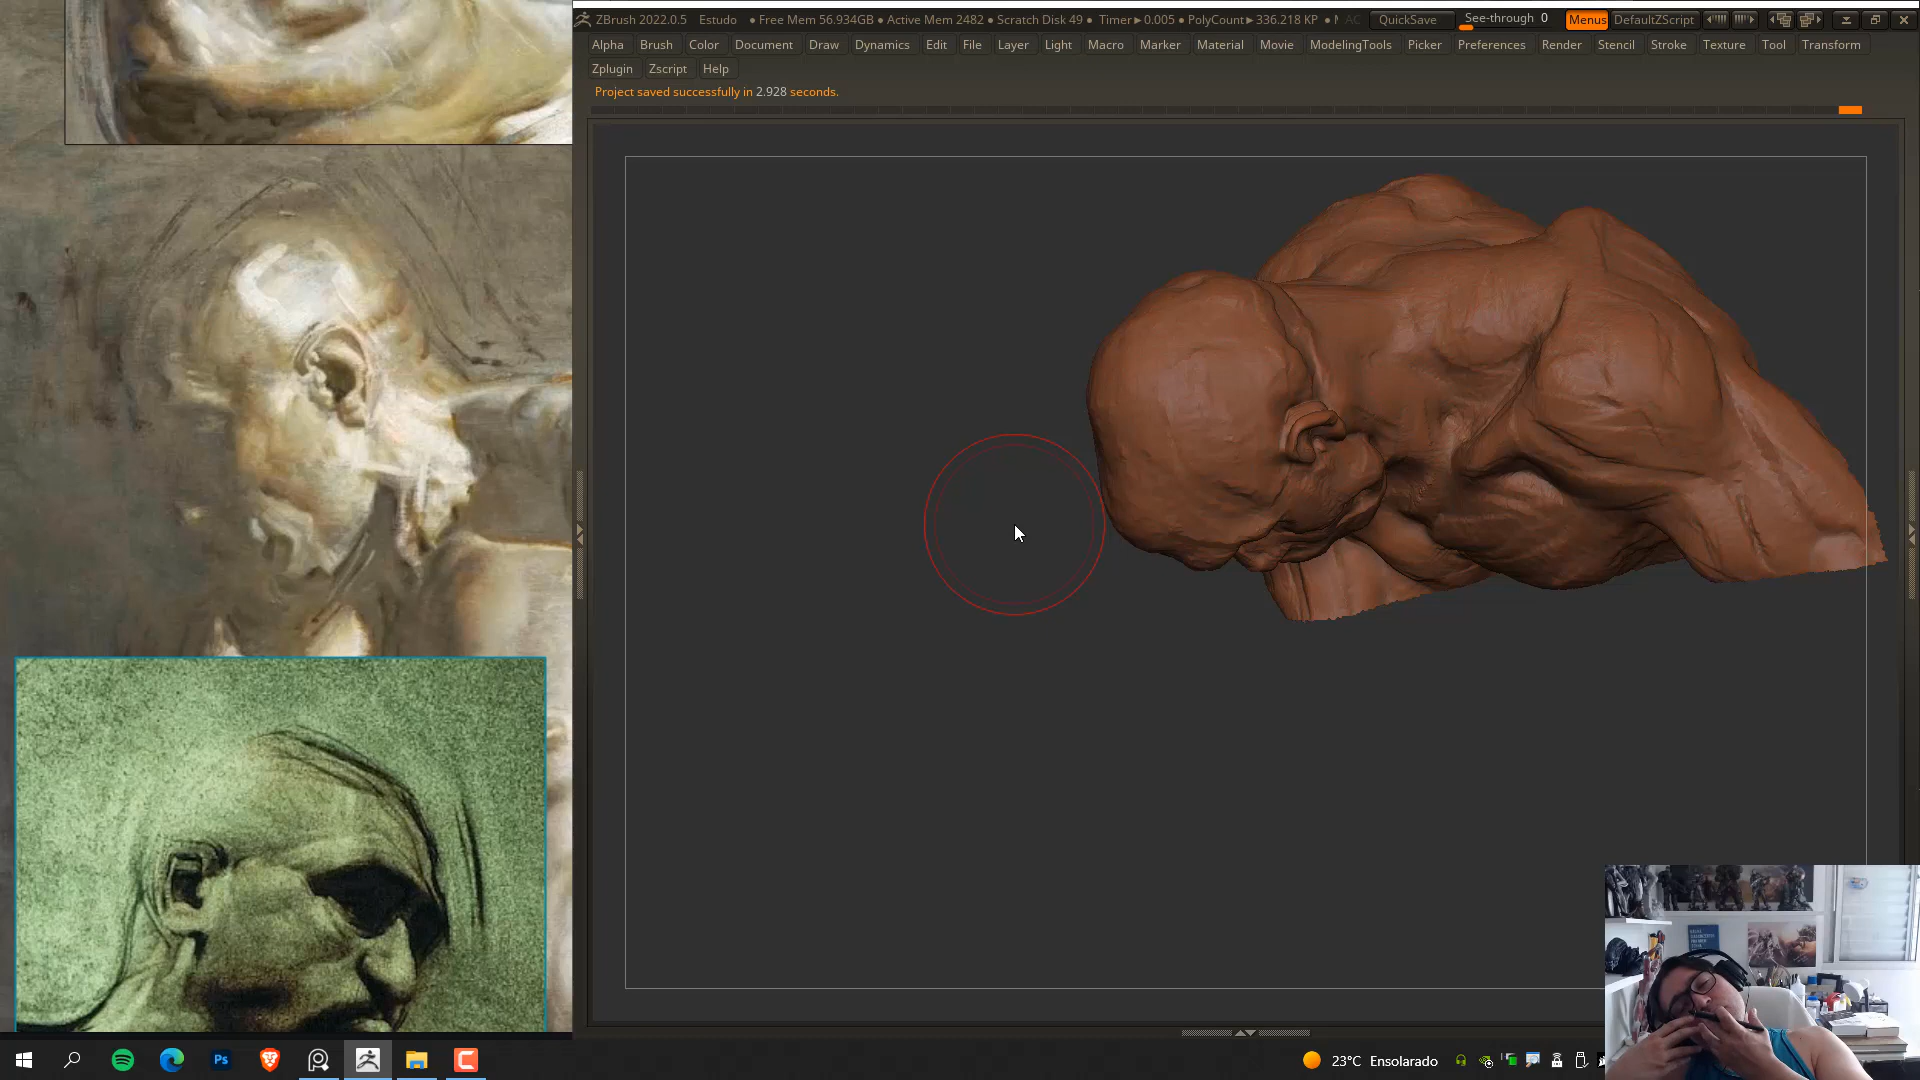 ZBrush 2022.0.5 Estudo ● Free Mem 56.934GB ● Active Mem 2482 ● Scratch Disk 49 ● Timer▸0.005 ● PolyCount▸336.218 KP ● M AC QuickSave See-through 0 Menus DefaultZScript
Alpha Brush Color Document Draw Dynamics Edit File Layer Light Macro Marker Material Movie ModelingTools Picker Preferences Render Stencil Stroke Texture Tool Transform
Zplugin Zscript Help
Project saved successfully in 2.928 seconds.
Ps
23°C Ensolarado